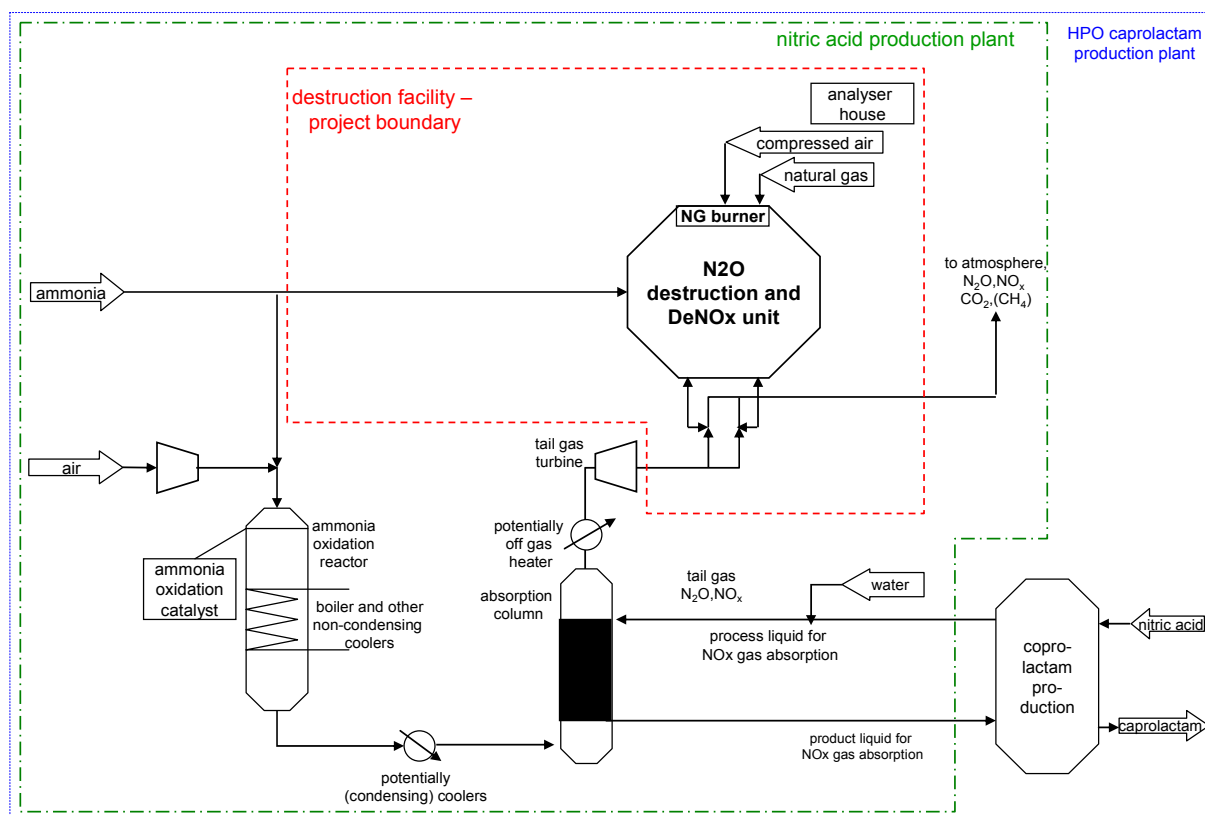 nitric acid production plant
HPO caprolactam
production plant
destruction facility –
project boundary
analyser
house
compressed air
natural gas
NG burner
N2O
destruction and
DeNOx unit
to atmosphere,
N₂O,NOₓ
CO₂,(CH₄)
ammonia
air
tail gas
turbine
ammonia
oxidation
reactor
ammonia
oxidation
catalyst
boiler and other
non-condensing
coolers
potentially
off gas
heater
absorption
column
tail gas
N₂O,NOₓ
water
process liquid for
NOx gas absorption
nitric acid
copro-
lactam
pro-
duction
caprolactam
product liquid for
NOx gas absorption
potentially
(condensing) coolers